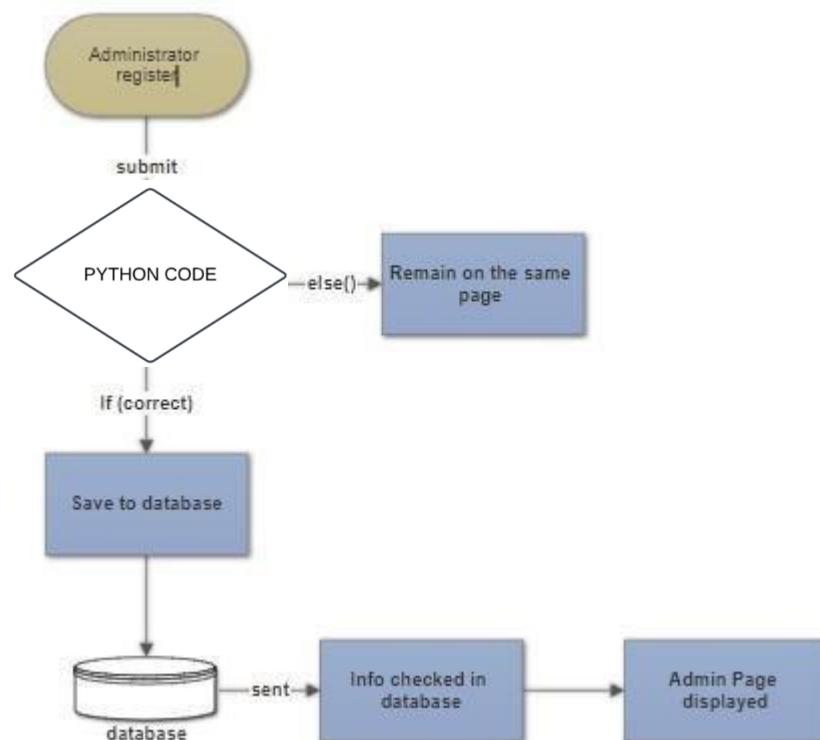 Administrator
register
submit
PYTHON CODE
else()
Remain on the same
page
If (correct)
Save to database
database
sent
Info checked in
database
Admin Page
displayed